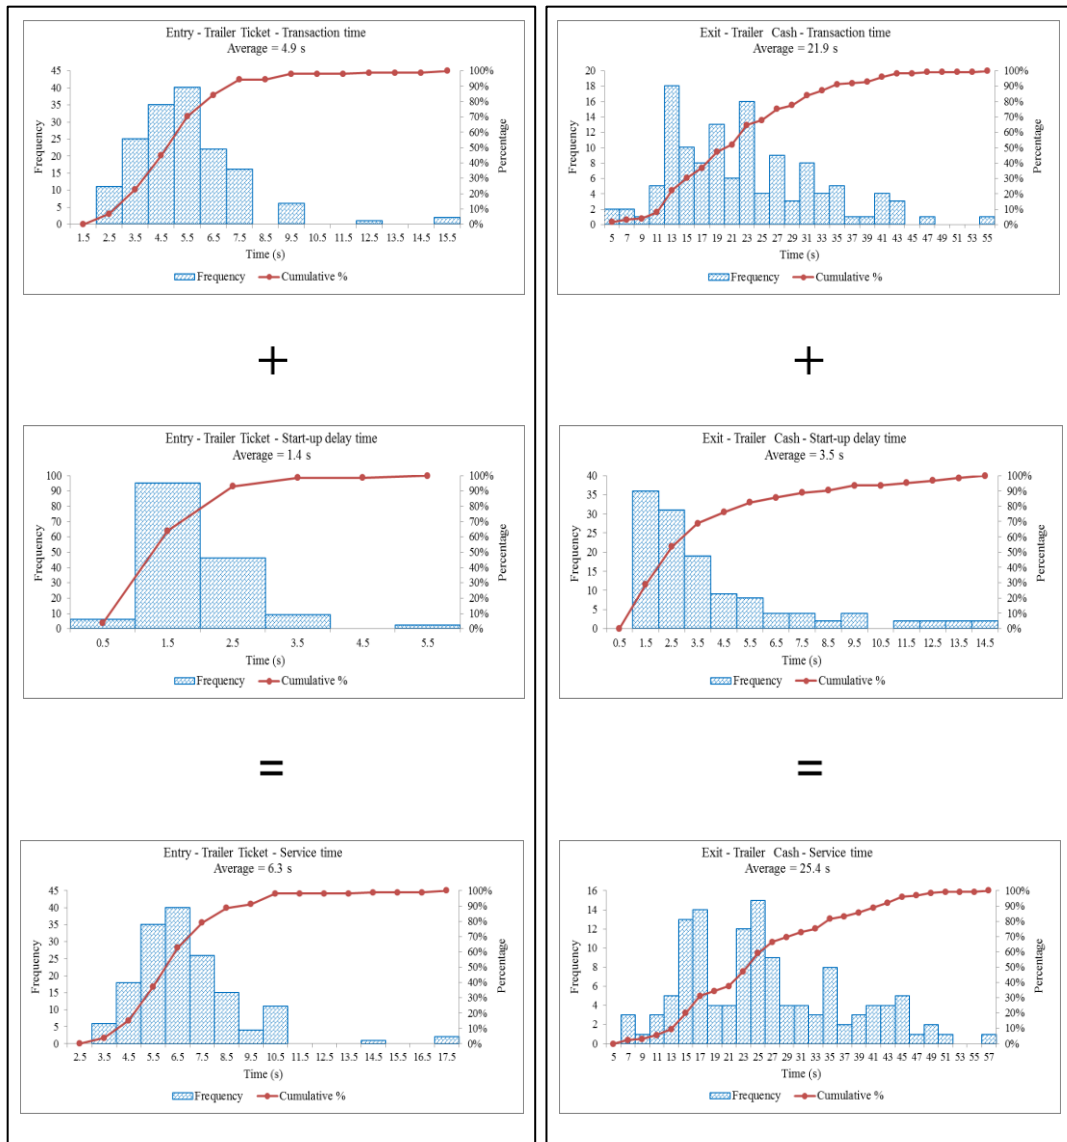 Entry - Trailer Ticket - Transaction time
Average = 4.9 s
45 40 35 30 25 20 15 10 5 0
Frequency
100% 90% 80% 70% 60% 50% 40% 30% 20% 10% 0%
Percentage
1.5 2.5 3.5 4.5 5.5 6.5 7.5 8.5 9.5 10.5 11.5 12.5 13.5 14.5 15.5
Time (s)
Frequency Cumulative %
+
Entry - Trailer Ticket - Start-up delay time
Average = 1.4 s
100 90 80 70 60 50 40 30 20 10 0
Frequency
100% 90% 80% 70% 60% 50% 40% 30% 20% 10% 0%
Percentage
0.5 1.5 2.5 3.5 4.5 5.5
Time (s)
Frequency Cumulative %
=
Entry - Trailer Ticket - Service time
Average = 6.3 s
45 40 35 30 25 20 15 10 5 0
Frequency
100% 90% 80% 70% 60% 50% 40% 30% 20% 10% 0%
Percentage
2.5 3.5 4.5 5.5 6.5 7.5 8.5 9.5 10.5 11.5 12.5 13.5 14.5 15.5 16.5 17.5
Time (s)
Frequency Cumulative %
Exit - Trailer Cash - Transaction time
Average = 21.9 s
20 18 16 14 12 10 8 6 4 2 0
Frequency
100% 90% 80% 70% 60% 50% 40% 30% 20% 10% 0%
Percentage
5 7 9 11 13 15 17 19 21 23 25 27 29 31 33 35 37 39 41 43 45 47 49 51 53 55
Time (s)
Frequency Cumulative %
+
Exit - Trailer Cash - Start-up delay time
Average = 3.5 s
40 35 30 25 20 15 10 5 0
Frequency
100% 90% 80% 70% 60% 50% 40% 30% 20% 10% 0%
Percentage
0.5 1.5 2.5 3.5 4.5 5.5 6.5 7.5 8.5 9.5 10.5 11.5 12.5 13.5 14.5
Time (s)
Frequency Cumulative %
=
Exit - Trailer Cash - Service time
Average = 25.4 s
16 14 12 10 8 6 4 2 0
Frequency
100% 90% 80% 70% 60% 50% 40% 30% 20% 10% 0%
Percentage
5 7 9 11 13 15 17 19 21 23 25 27 29 31 33 35 37 39 41 43 45 47 49 51 53 55 57
Time (s)
Frequency Cumulative %